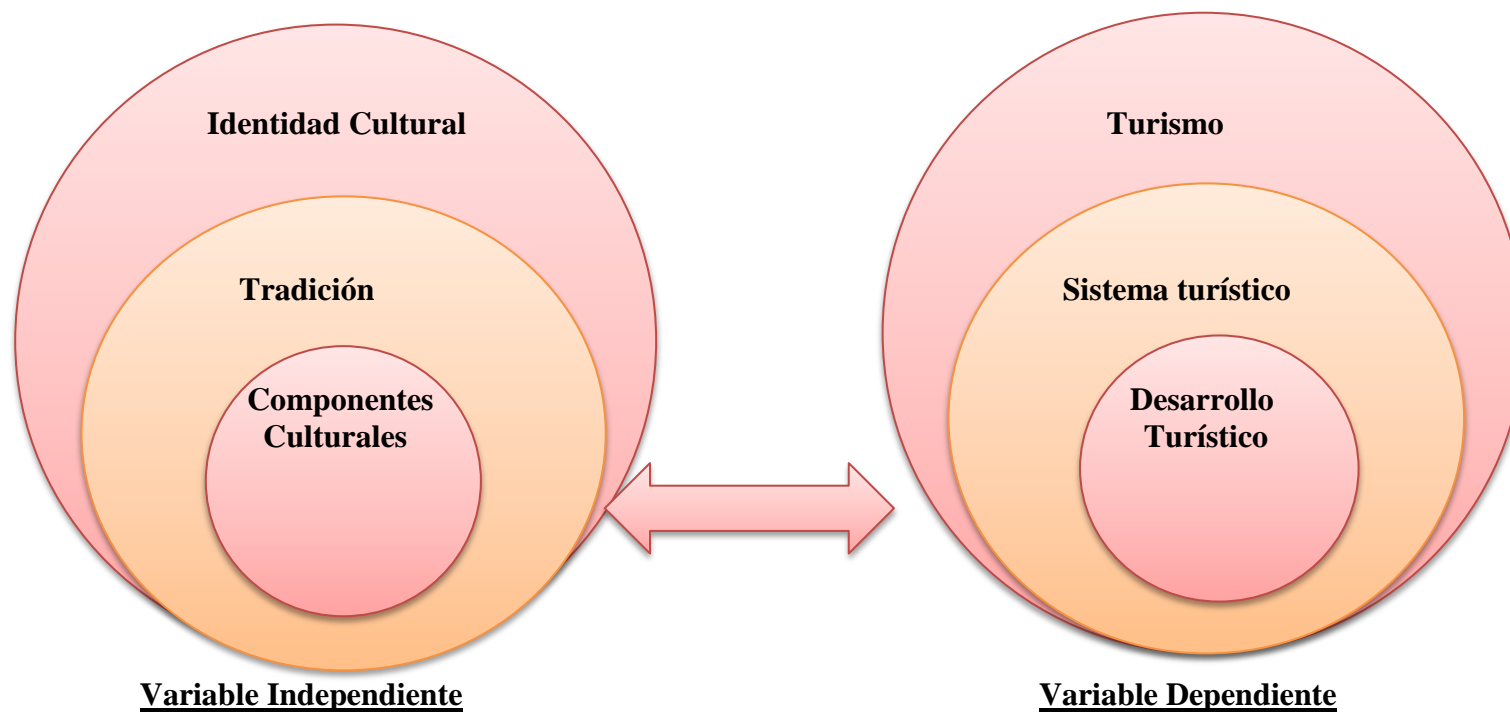 Identidad Cultural
Tradición
Componentes
Culturales
Variable Independiente
Turismo
Sistema turístico
Desarrollo
Turístico
Variable Dependiente